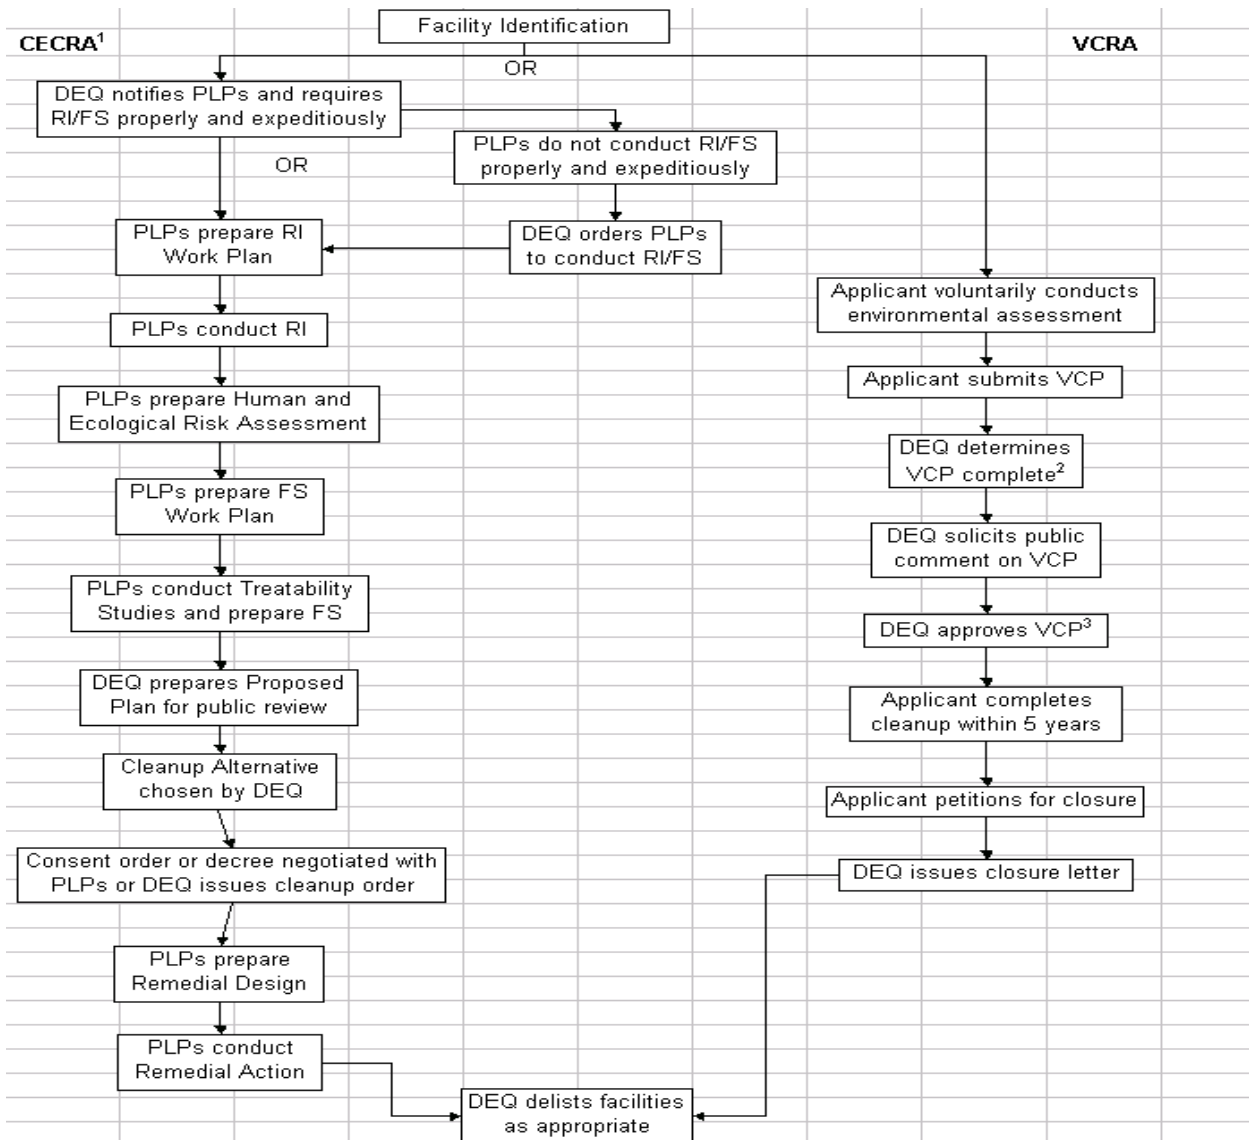 Facility Identification
CECRA¹
VCRA
OR
DEQ notifies PLPs and requires
RI/FS properly and expeditiously
PLPs do not conduct RI/FS
properly and expeditiously
OR
PLPs prepare RI
Work Plan
DEQ orders PLPs
to conduct RI/FS
PLPs conduct RI
PLPs prepare Human and
Ecological Risk Assessment
PLPs prepare FS
Work Plan
PLPs conduct Treatability
Studies and prepare FS
DEQ prepares Proposed
Plan for public review
Cleanup Alternative
chosen by DEQ
Consent order or decree negotiated with
PLPs or DEQ issues cleanup order
PLPs prepare
Remedial Design
PLPs conduct
Remedial Action
Applicant voluntarily conducts
environmental assessment
Applicant submits VCP
DEQ determines
VCP complete²
DEQ solicits public
comment on VCP
DEQ approves VCP³
Applicant completes
cleanup within 5 years
Applicant petitions for closure
DEQ issues closure letter
DEQ delists facilities
as appropriate